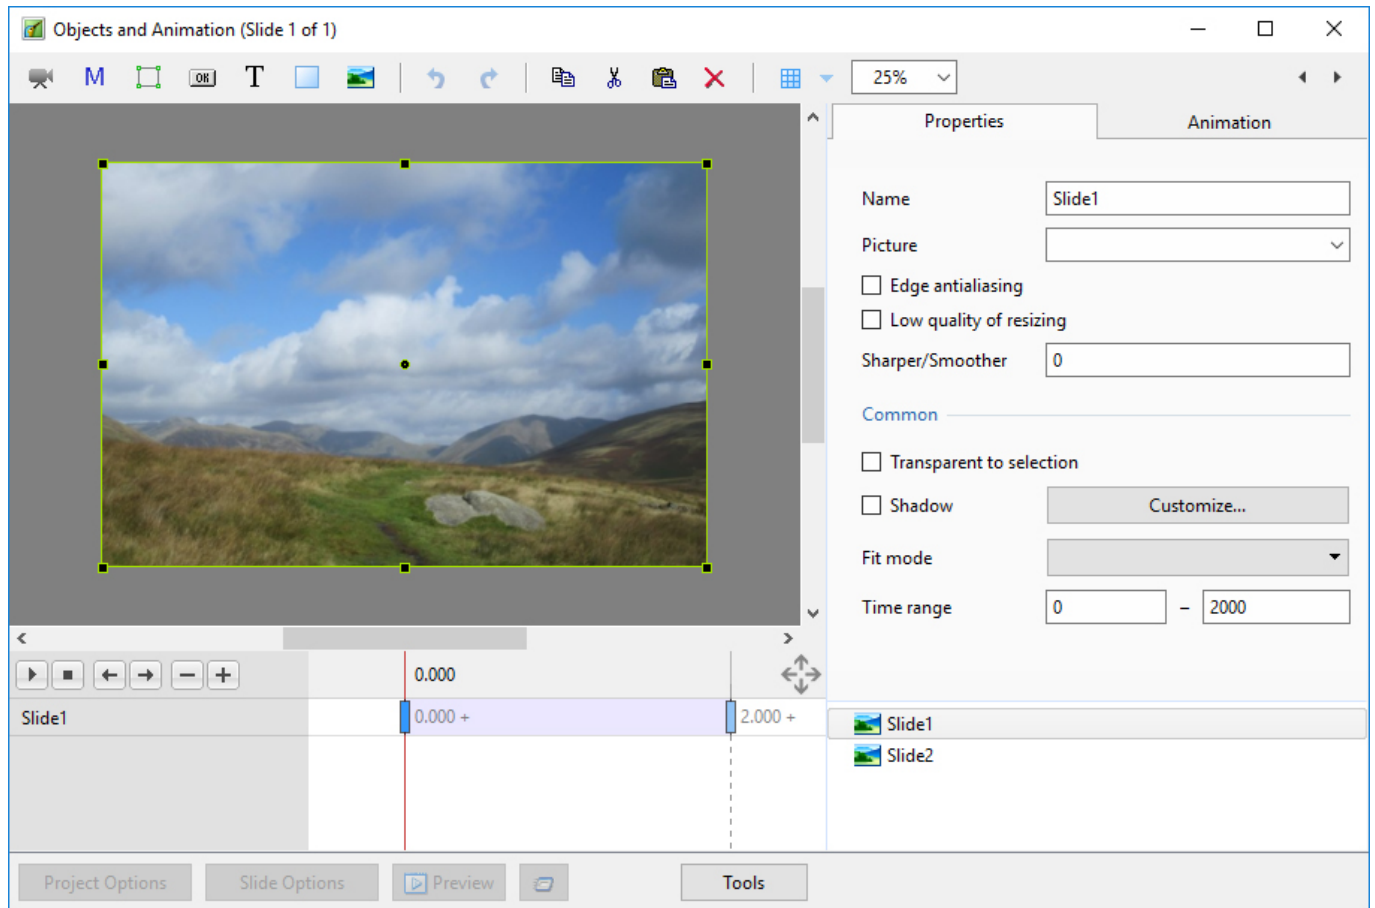 Objects and Animation (Slide 1 of 1)
M OK T 25%
Properties Animation
Name Slide1
Picture
Edge antialiasing
Low quality of resizing
Sharper/Smoother 0
Common
Transparent to selection
Shadow Customize...
Fit mode
Time range 0 – 2000
0.000
Slide1 0.000 + 2.000 +
Slide1
Slide2
Project Options Slide Options Preview Tools